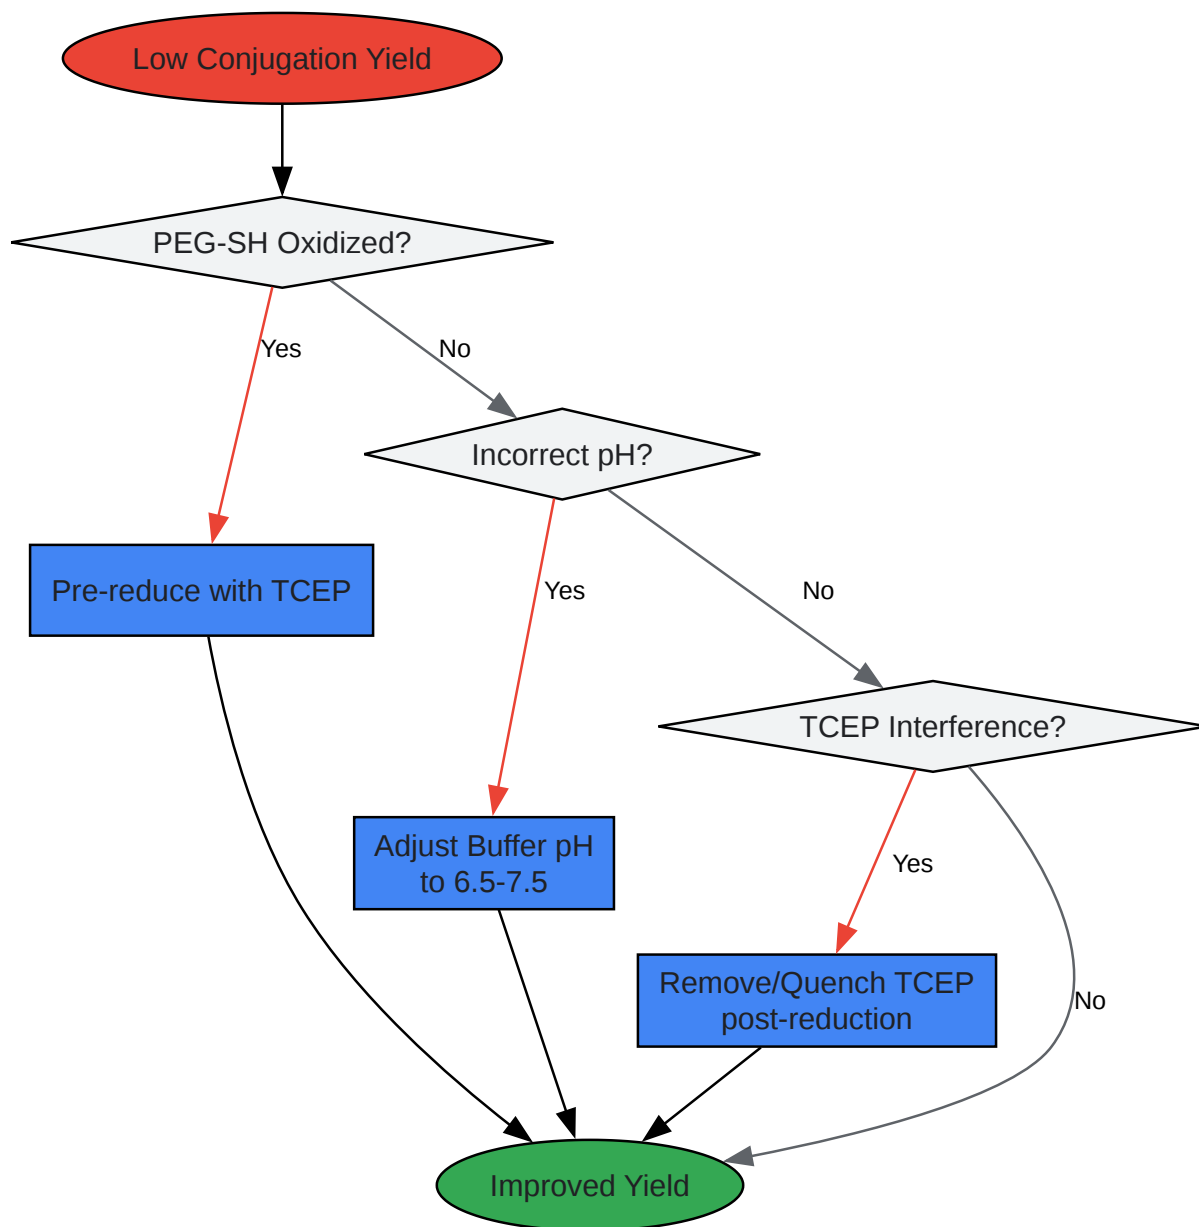 Low Conjugation Yield
PEG-SH Oxidized?
Yes
No
Incorrect pH?
Pre-reduce with TCEP
Yes
No
TCEP Interference?
Adjust Buffer pH
to 6.5-7.5
Yes
Remove/Quench TCEP
post-reduction
No
Improved Yield